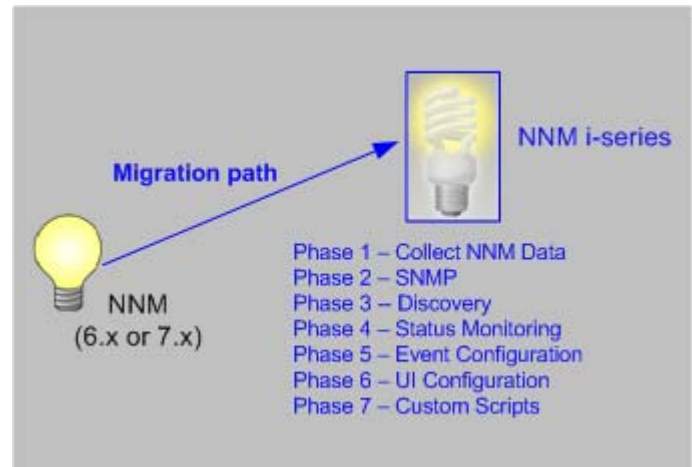 NNM i-series
Migration path
NNM
(6.x or 7.x)
Phase 1 – Collect NNM Data
Phase 2 – SNMP
Phase 3 – Discovery
Phase 4 – Status Monitoring
Phase 5 – Event Configuration
Phase 6 – UI Configuration
Phase 7 – Custom Scripts